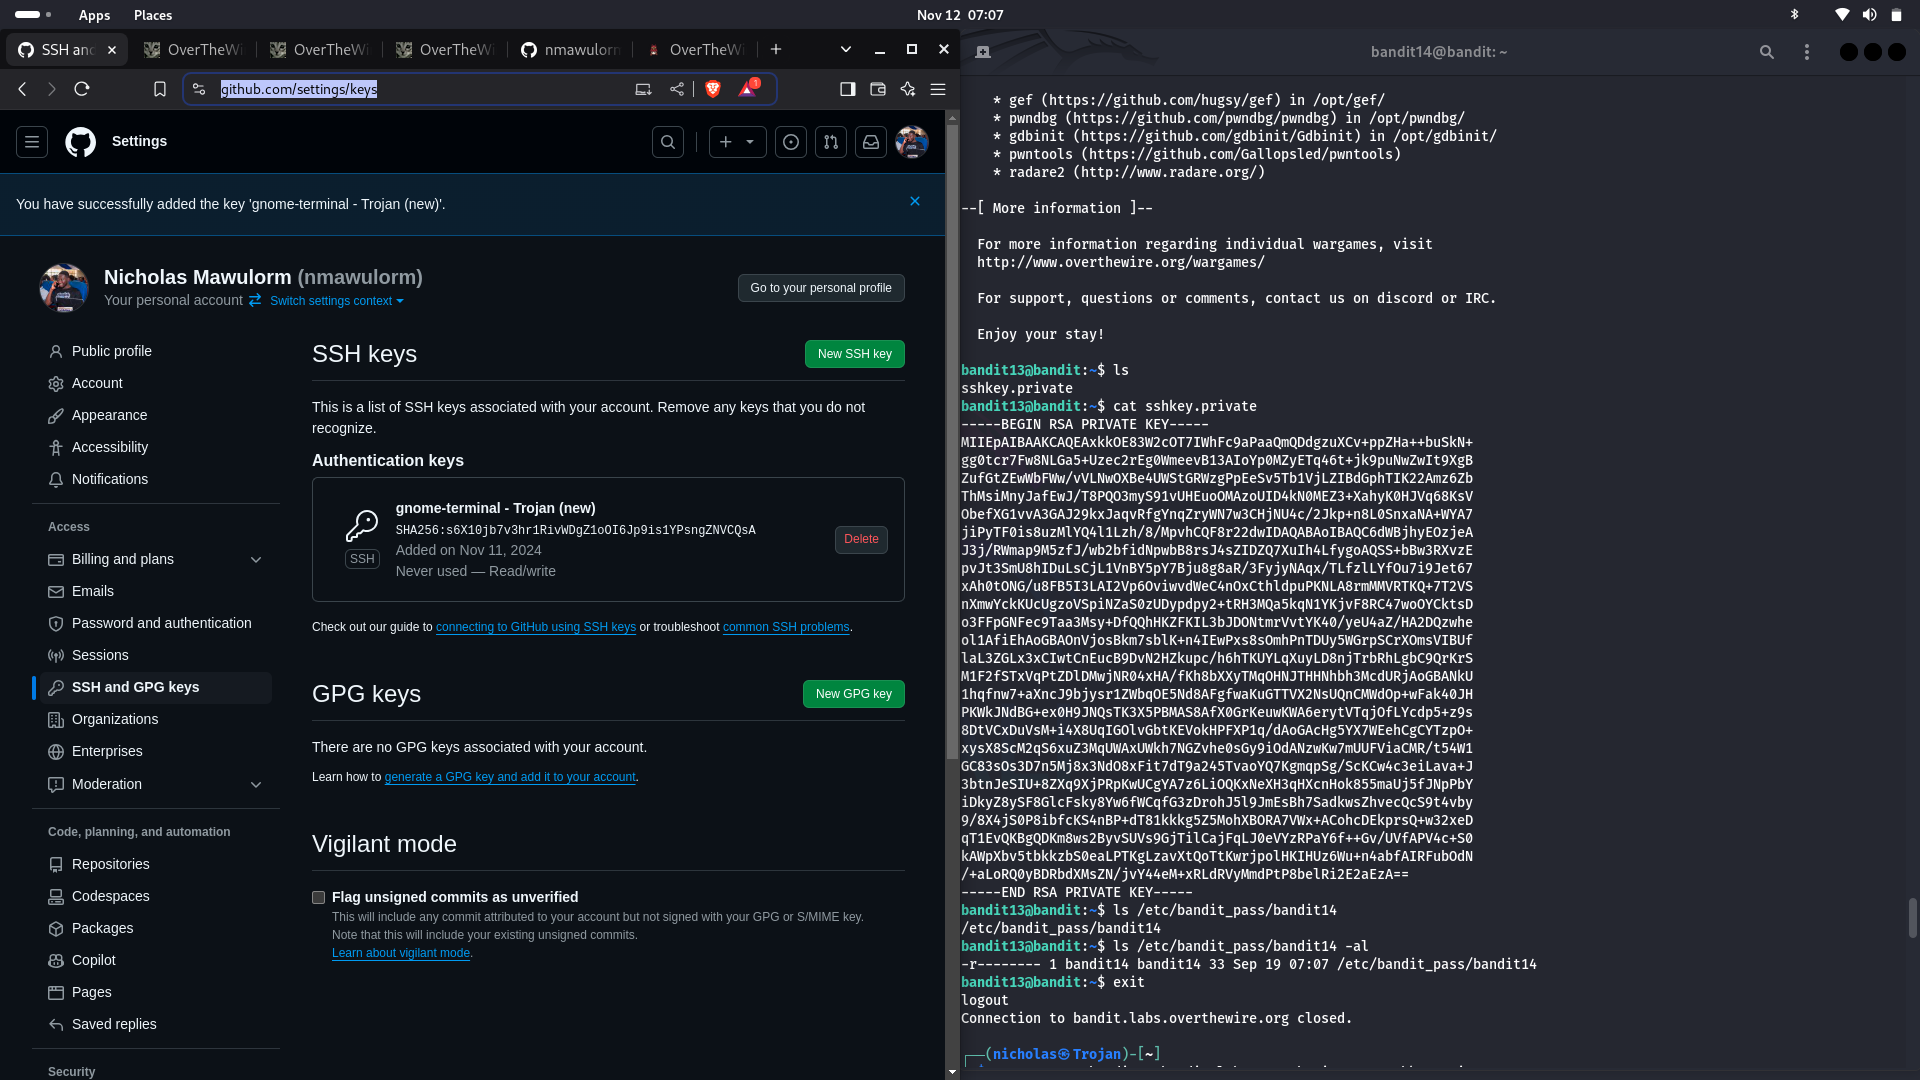 Apps Places
Nov 12 07:07
SSH and
OverTheWi
OverTheWi
OverTheWi
nmawulorm
OverTheWi
github.com/settings/keys
1
Settings
You have successfully added the key 'gnome-terminal - Trojan (new)'.
Nicholas Mawulorm (nmawulorm)
Your personal account Switch settings context
Go to your personal profile
Public profile
Account
Appearance
Accessibility
Notifications
Access
Billing and plans
Emails
Password and authentication
Sessions
SSH and GPG keys
Organizations
Enterprises
Moderation
Code, planning, and automation
Repositories
Codespaces
Packages
Copilot
Pages
Saved replies
Security
SSH keys
New SSH key
This is a list of SSH keys associated with your account. Remove any keys that you do not
recognize.
Authentication keys
gnome-terminal - Trojan (new)
SHA256:s6X10jb7v3hr1RivWDgZ1oOI6Jp9is1YPsngZNVCQsA
Added on Nov 11, 2024
Never used — Read/write
SSH
Delete
Check out our guide to connecting to GitHub using SSH keys or troubleshoot common SSH problems.
GPG keys
New GPG key
There are no GPG keys associated with your account.
Learn how to generate a GPG key and add it to your account.
Vigilant mode
Flag unsigned commits as unverified
This will include any commit attributed to your account but not signed with your GPG or S/MIME key.
Note that this will include your existing unsigned commits.
Learn about vigilant mode.
bandit14@bandit: ~
* gef (https://github.com/hugsy/gef) in /opt/gef/
* pwndbg (https://github.com/pwndbg/pwndbg) in /opt/pwndbg/
* gdbinit (https://github.com/gdbinit/Gdbinit) in /opt/gdbinit/
* pwntools (https://github.com/Gallopsled/pwntools)
* radare2 (http://www.radare.org/)
--[ More information ]--
For more information regarding individual wargames, visit
http://www.overthewire.org/wargames/
For support, questions or comments, contact us on discord or IRC.
Enjoy your stay!
bandit13@bandit:~$ ls
sshkey.private
bandit13@bandit:~$ cat sshkey.private
-----BEGIN RSA PRIVATE KEY-----
MIIEpAIBAAKCAQEAxkkOE83W2cOT7IWhFc9aPaaQmQDdgzuXCv+ppZHa++buSkN+
gg0tcr7Fw8NLGa5+Uzec2rEg0WmeevB13AIoYp0MZyETq46t+jk9puNwZwIt9XgB
ZufGtZEwWbFWw/vVLNwOXBe4UWStGRWzgPpEeSv5Tb1VjLZIBdGphTIK22Amz6Zb
ThMsiMnyJafEwJ/T8PQO3myS91vUHEuoOMAzoUID4kN0MEZ3+XahyK0HJVq68KsV
ObefXG1vvA3GAJ29kxJaqvRfgYnqZryWN7w3CHjNU4c/2Jkp+n8L0SnxaNA+WYA7
jiPyTF0is8uzMlYQ4l1Lzh/8/MpvhCQF8r22dwIDAQABAoIBAQC6dWBjhyEOzjeA
J3j/RWmap9M5zfJ/wb2bfidNpwbB8rsJ4sZIDZQ7XuIh4LfygoAQSS+bBw3RXvzE
pvJt3SmU8hIDuLsCjL1VnBY5pY7Bju8g8aR/3FyjyNAqx/TLfzlLYfOu7i9Jet67
xAh0tONG/u8FB5I3LAI2Vp6OviwvdWeC4nOxCthldpuPKNLA8rmMMVRTKQ+7T2VS
nXmwYckKUcUgzoVSpiNZaS0zUDypdpy2+tRH3MQa5kqN1YKjvF8RC47woOYCktsD
o3FFpGNFec9Taa3Msy+DfQQhHKZFKIL3bJDONtmrVvtYK40/yeU4aZ/HA2DQzwhe
ol1AfiEhAoGBAOnVjosBkm7sblK+n4IEwPxs8sOmhPnTDUy5WGrpSCrXOmsVIBUf
laL3ZGLx3xCIwtCnEucB9DvN2HZkupc/h6hTKUYLqXuyLD8njTrbRhLgbC9QrKrS
M1F2fSTxVqPtZDlDMwjNR04xHA/fKh8bXXyTMqOHNJTHHNhbh3McdURjAoGBANkU
1hqfnw7+aXncJ9bjysr1ZWbqOE5Nd8AFgfwaKuGTTVX2NsUQnCMWdOp+wFak40JH
PKWkJNdBG+ex0H9JNQsTK3X5PBMAS8AfX0GrKeuwKWA6erytVTqjOfLYcdp5+z9s
8DtVCxDuVsM+i4X8UqIGOlvGbtKEVokHPFXP1q/dAoGAcHg5YX7WEehCgCYTzpO+
xysX8ScM2qS6xuZ3MqUWAxUWkh7NGZvhe0sGy9iOdANzwKw7mUUFViaCMR/t54W1
GC83sOs3D7n5Mj8x3NdO8xFit7dT9a245TvaoYQ7KgmqpSg/ScKCw4c3eiLava+J
3btnJeSIU+8ZXq9XjPRpKwUCgYA7z6LiOQKxNeXH3qHXcnHok855maUj5fJNpPbY
iDkyZ8ySF8GlcFsky8Yw6fWCqfG3zDrohJ5l9JmEsBh7SadkwsZhvecQcS9t4vby
9/8X4jS0P8ibfcKS4nBP+dT81kkkg5Z5MohXBORA7VWx+ACohcDEkprsQ+w32xeD
qT1EvQKBgQDKm8ws2ByvSUVs9GjTilCajFqLJ0eVYzRPaY6f++Gv/UVfAPV4c+S0
kAWpXbv5tbkkzbS0eaLPTKgLzavXtQoTtKwrjpolHKIHUz6Wu+n4abfAIRFubOdN
/+aLoRQ0yBDRbdXMsZN/jvY44eM+xRLdRVyMmdPtP8belRi2E2aEzA==
-----END RSA PRIVATE KEY-----
bandit13@bandit:~$ ls /etc/bandit_pass/bandit14
/etc/bandit_pass/bandit14
bandit13@bandit:~$ ls /etc/bandit_pass/bandit14 -al
-r-------- 1 bandit14 bandit14 33 Sep 19 07:07 /etc/bandit_pass/bandit14
bandit13@bandit:~$ exit
logout
Connection to bandit.labs.overthewire.org closed.
(nicholas㉿Trojan)-[~]